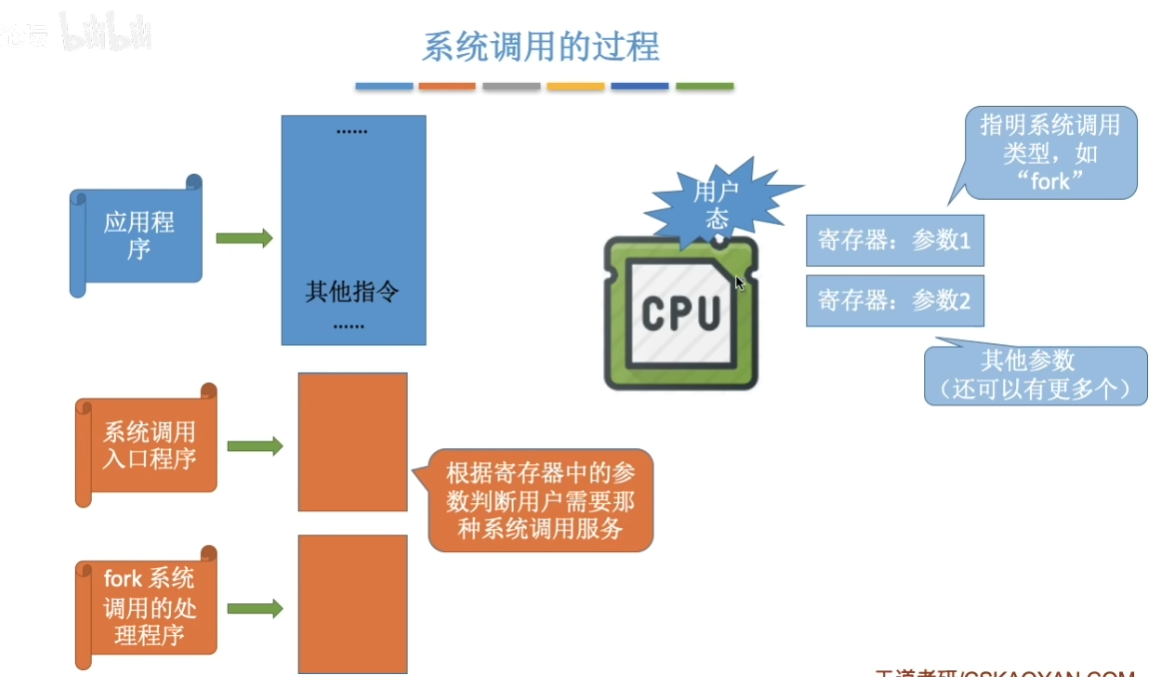 论坛 bilibili
系统调用的过程
......
应用程
序
其他指令
......
用户
态
CPU
指明系统调用
类型，如
“fork”
寄存器：参数1
寄存器：参数2
其他参数
（还可以有更多个）
系统调用
入口程序
根据寄存器中的参
数判断用户需要那
种系统调用服务
fork 系统
调用的处
理程序
王道考研/CSKAOYAN.COM